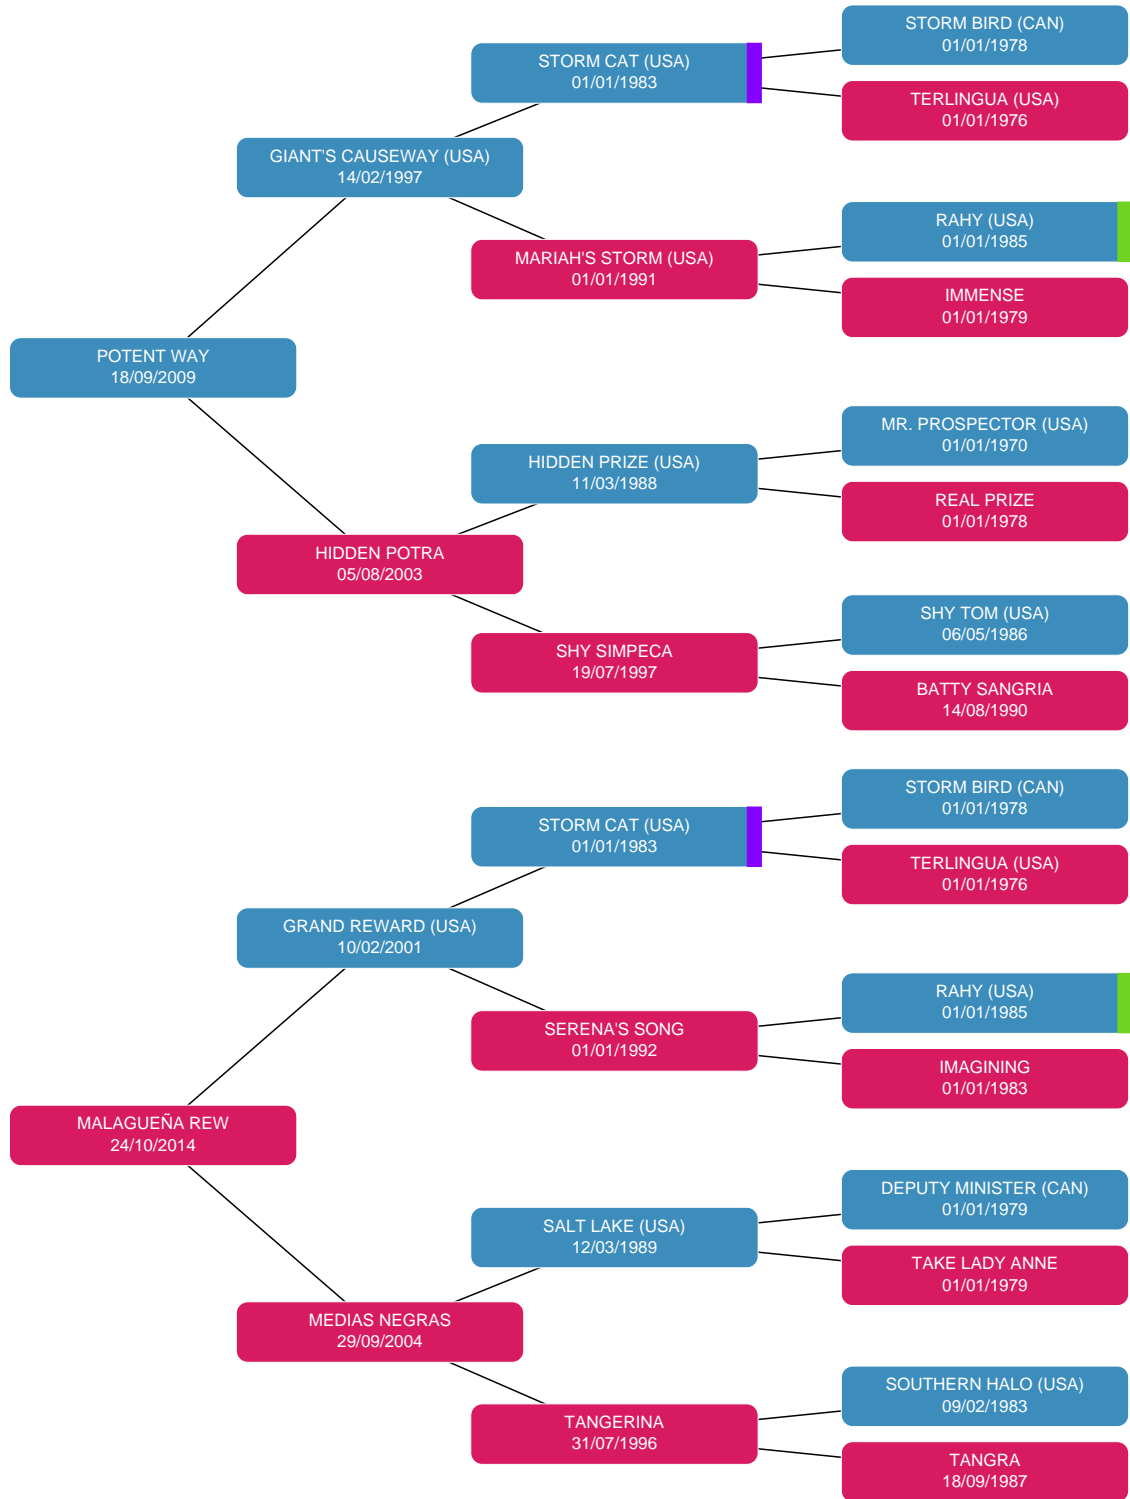 STORM BIRD (CAN)
01/01/1978
STORM CAT (USA)
01/01/1983
TERLINGUA (USA)
01/01/1976
GIANT'S CAUSEWAY (USA)
14/02/1997
RAHY (USA)
01/01/1985
MARIAH'S STORM (USA)
01/01/1991
IMMENSE
01/01/1979
POTENT WAY
18/09/2009
MR. PROSPECTOR (USA)
01/01/1970
HIDDEN PRIZE (USA)
11/03/1988
REAL PRIZE
01/01/1978
HIDDEN POTRA
05/08/2003
SHY TOM (USA)
06/05/1986
SHY SIMPECA
19/07/1997
BATTY SANGRIA
14/08/1990
STORM BIRD (CAN)
01/01/1978
STORM CAT (USA)
01/01/1983
TERLINGUA (USA)
01/01/1976
GRAND REWARD (USA)
10/02/2001
RAHY (USA)
01/01/1985
SERENA'S SONG
01/01/1992
IMAGINING
01/01/1983
MALAGUEÑA REW
24/10/2014
DEPUTY MINISTER (CAN)
01/01/1979
SALT LAKE (USA)
12/03/1989
TAKE LADY ANNE
01/01/1979
MEDIAS NEGRAS
29/09/2004
SOUTHERN HALO (USA)
09/02/1983
TANGERINA
31/07/1996
TANGRA
18/09/1987